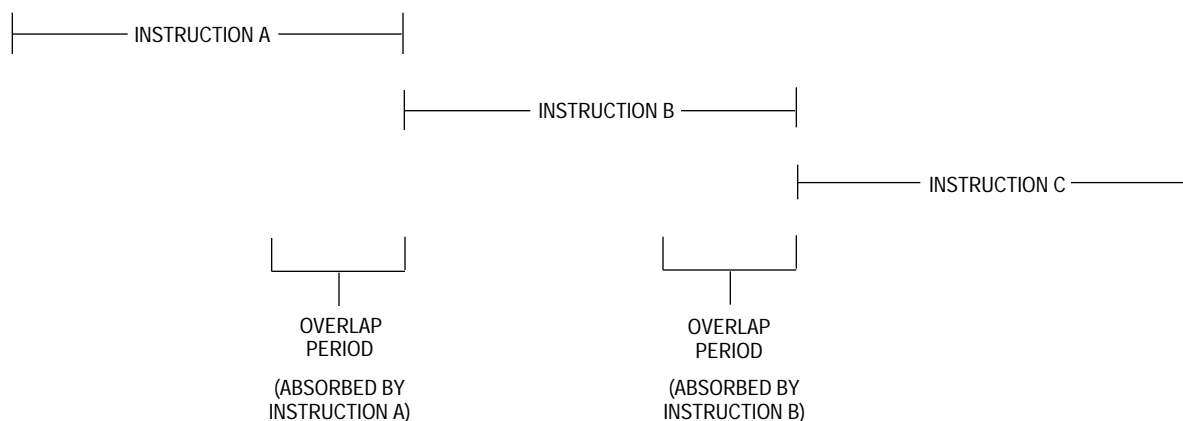 INSTRUCTION A
INSTRUCTION B
INSTRUCTION C
OVERLAP
PERIOD
(ABSORBED BY
INSTRUCTION A)
OVERLAP
PERIOD
(ABSORBED BY
INSTRUCTION B)